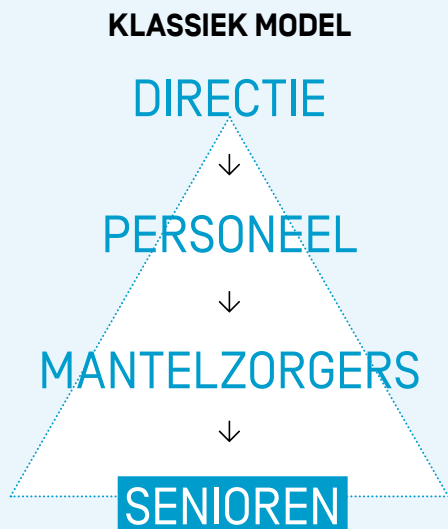 KLASSIEK MODEL
DIRECTIE
↓
PERSONEEL
↓
MANTELZORGERS
↓
SENIOREN